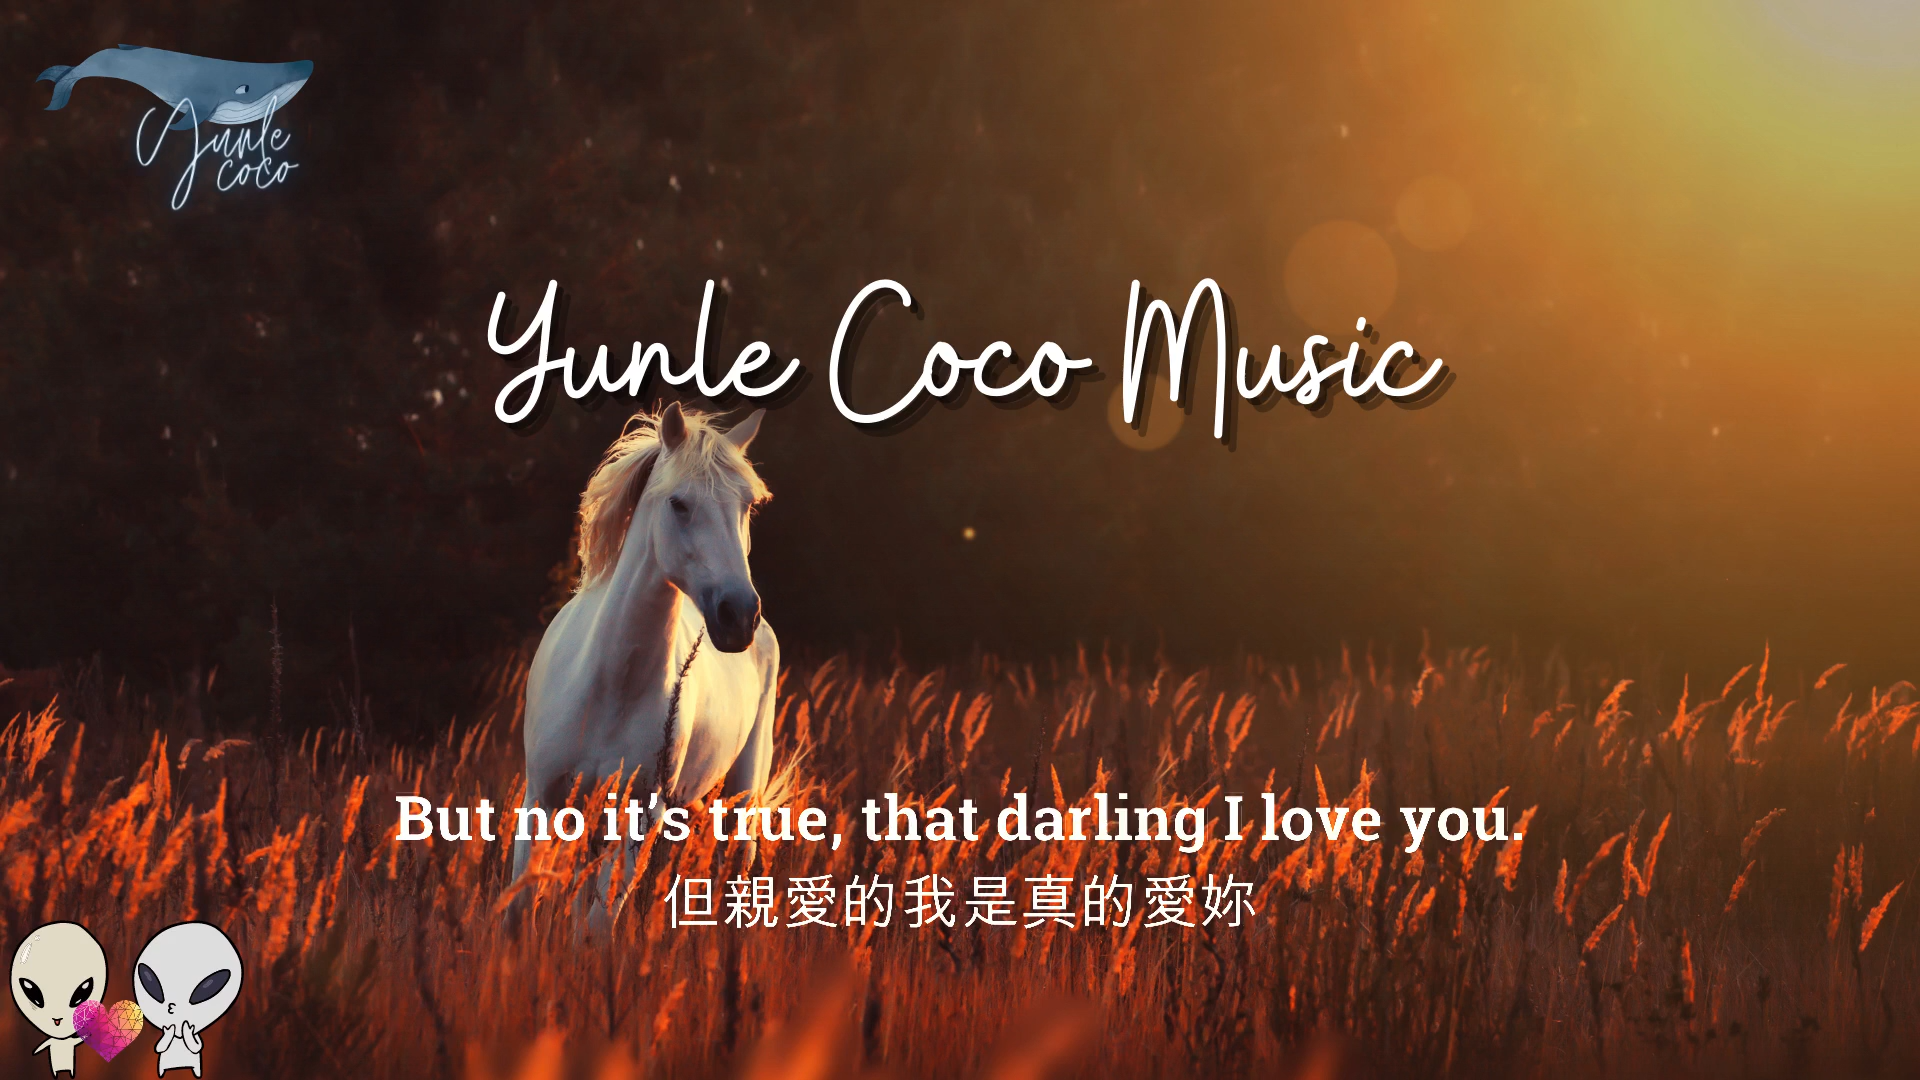 Yunle
coco
Yunle Coco Music
But no it’s true, that darling I love you.
但親愛的我是真的愛妳